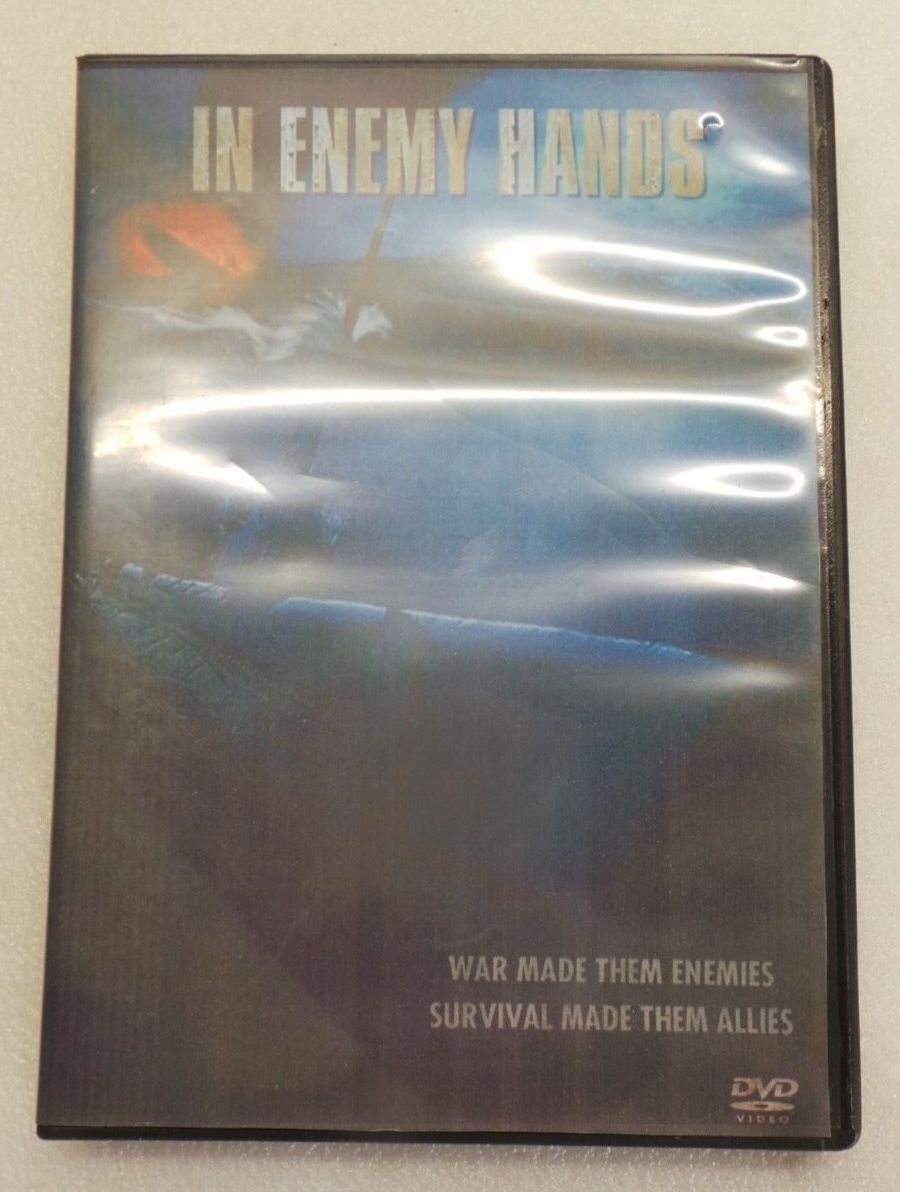 IN ENEMY HANDS
WAR MADE THEM ENEMIES
SURVIVAL MADE THEM ALLIES
DVD
VIDEO